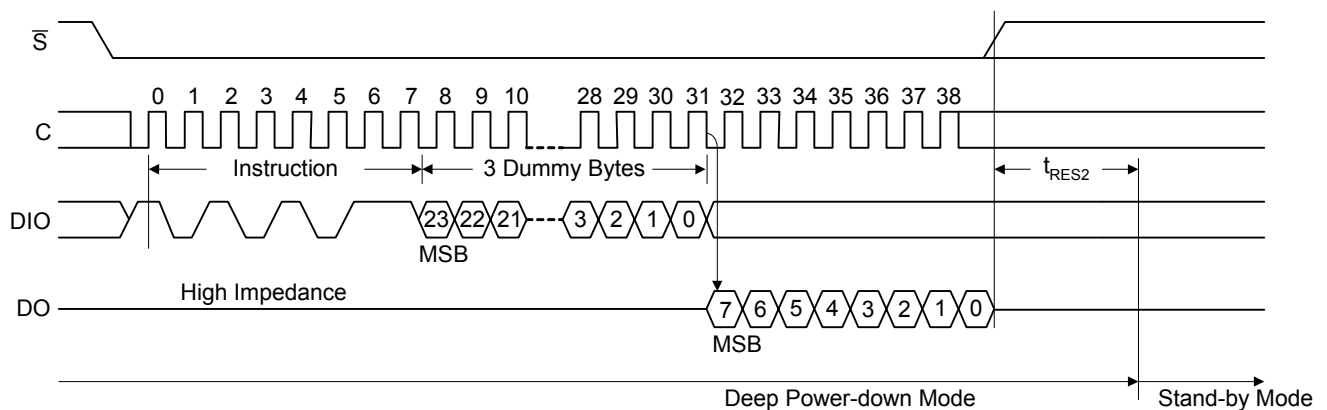 S
0 1 2 3 4 5 6 7 8 9 10 28 29 30 31 32 33 34 35 36 37 38
C
Instruction 3 Dummy Bytes tRES2
DIO 23 22 21 3 2 1 0
MSB
High Impedance
DO 7 6 5 4 3 2 1 0
MSB
Deep Power-down Mode Stand-by Mode